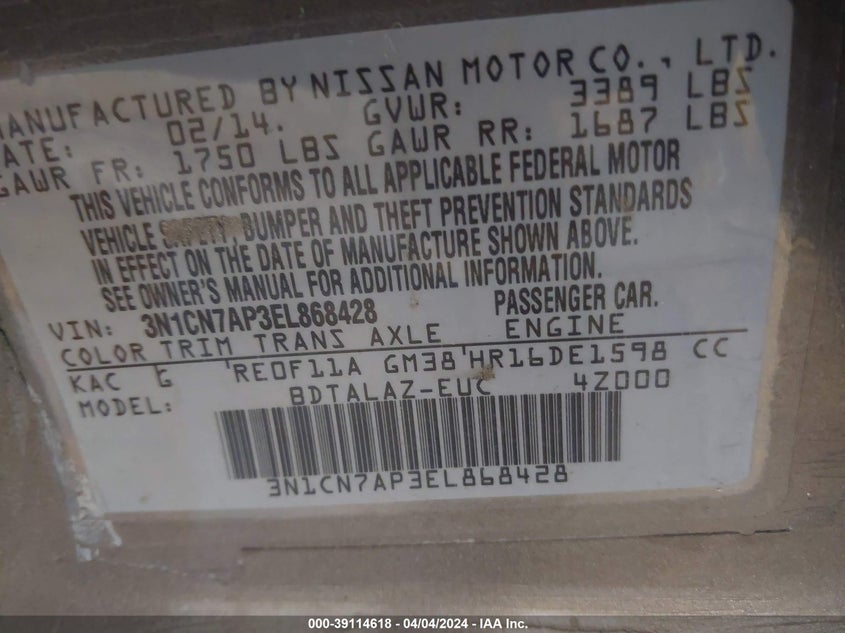 MANUFACTURED BY NISSAN MOTOR CO., LTD.
DATE: 02/14. GVWR: 3389 LBS
GAWR FR: 1750 LBS GAWR RR: 1687 LBS
THIS VEHICLE CONFORMS TO ALL APPLICABLE FEDERAL MOTOR
VEHICLE SAFETY, BUMPER AND THEFT PREVENTION STANDARDS
IN EFFECT ON THE DATE OF MANUFACTURE SHOWN ABOVE.
SEE OWNER'S MANUAL FOR ADDITIONAL INFORMATION.
VIN: 3N1CN7AP3EL868428 PASSENGER CAR.
COLOR TRIM TRANS AXLE ENGINE
KAC G RE0F11A GM38 HR16DE1598 CC
MODEL: BDTALAZ-EUC 4Z000
3N1CN7AP3EL868428
000-39114618 - 04/04/2024 - IAA Inc.